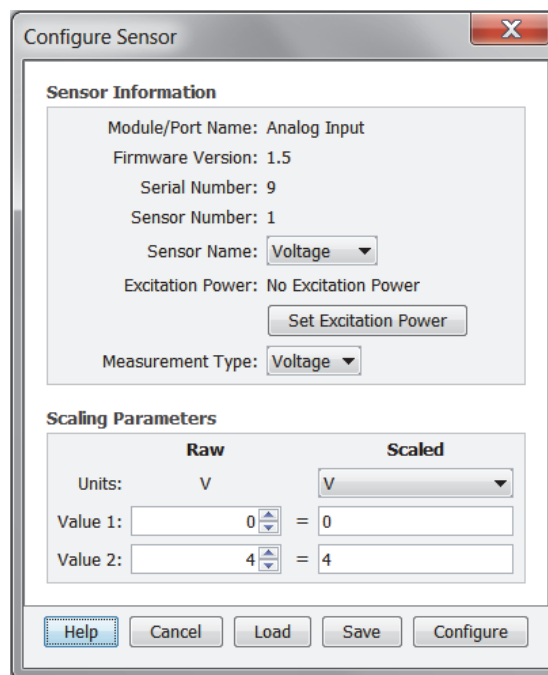 Configure Sensor X
Sensor Information
Module/Port Name: Analog Input
Firmware Version: 1.5
Serial Number: 9
Sensor Number: 1
Sensor Name: Voltage
Excitation Power: No Excitation Power
Set Excitation Power
Measurement Type: Voltage
Scaling Parameters
Raw Scaled
Units: V V
Value 1: 0 = 0
Value 2: 4 = 4
Help Cancel Load Save Configure